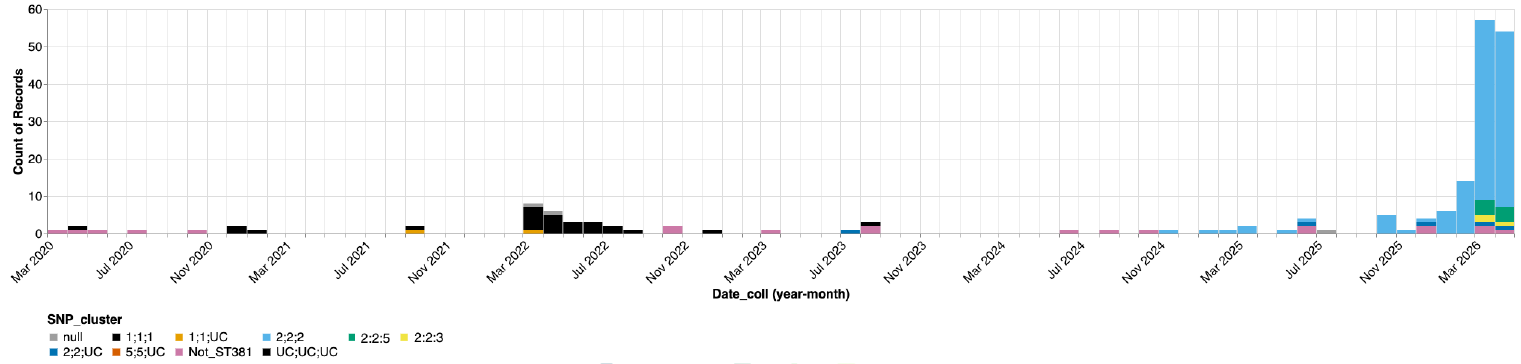 60
50
40
30
20
10
0
Count of Records
Mar 2020
Jul 2020
Nov 2020
Mar 2021
Jul 2021
Nov 2021
Mar 2022
Jul 2022
Nov 2022
Mar 2023
Jul 2023
Nov 2023
Mar 2024
Jul 2024
Nov 2024
Mar 2025
Jul 2025
Nov 2025
Mar 2026
Date_coll (year-month)
SNP_cluster
null 1;1;1 1;1;UC 2;2;2 2:2:5 2:2:3
2;2;UC 5;5;UC Not_ST381 UC;UC;UC